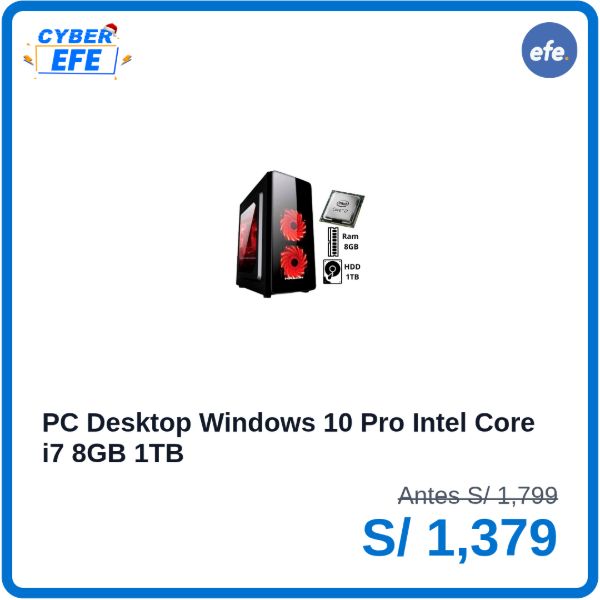 CYBER
EFE
efe.
Ram
8GB
HDD
1TB
PC Desktop Windows 10 Pro Intel Core
i7 8GB 1TB
Antes S/ 1,799
S/ 1,379